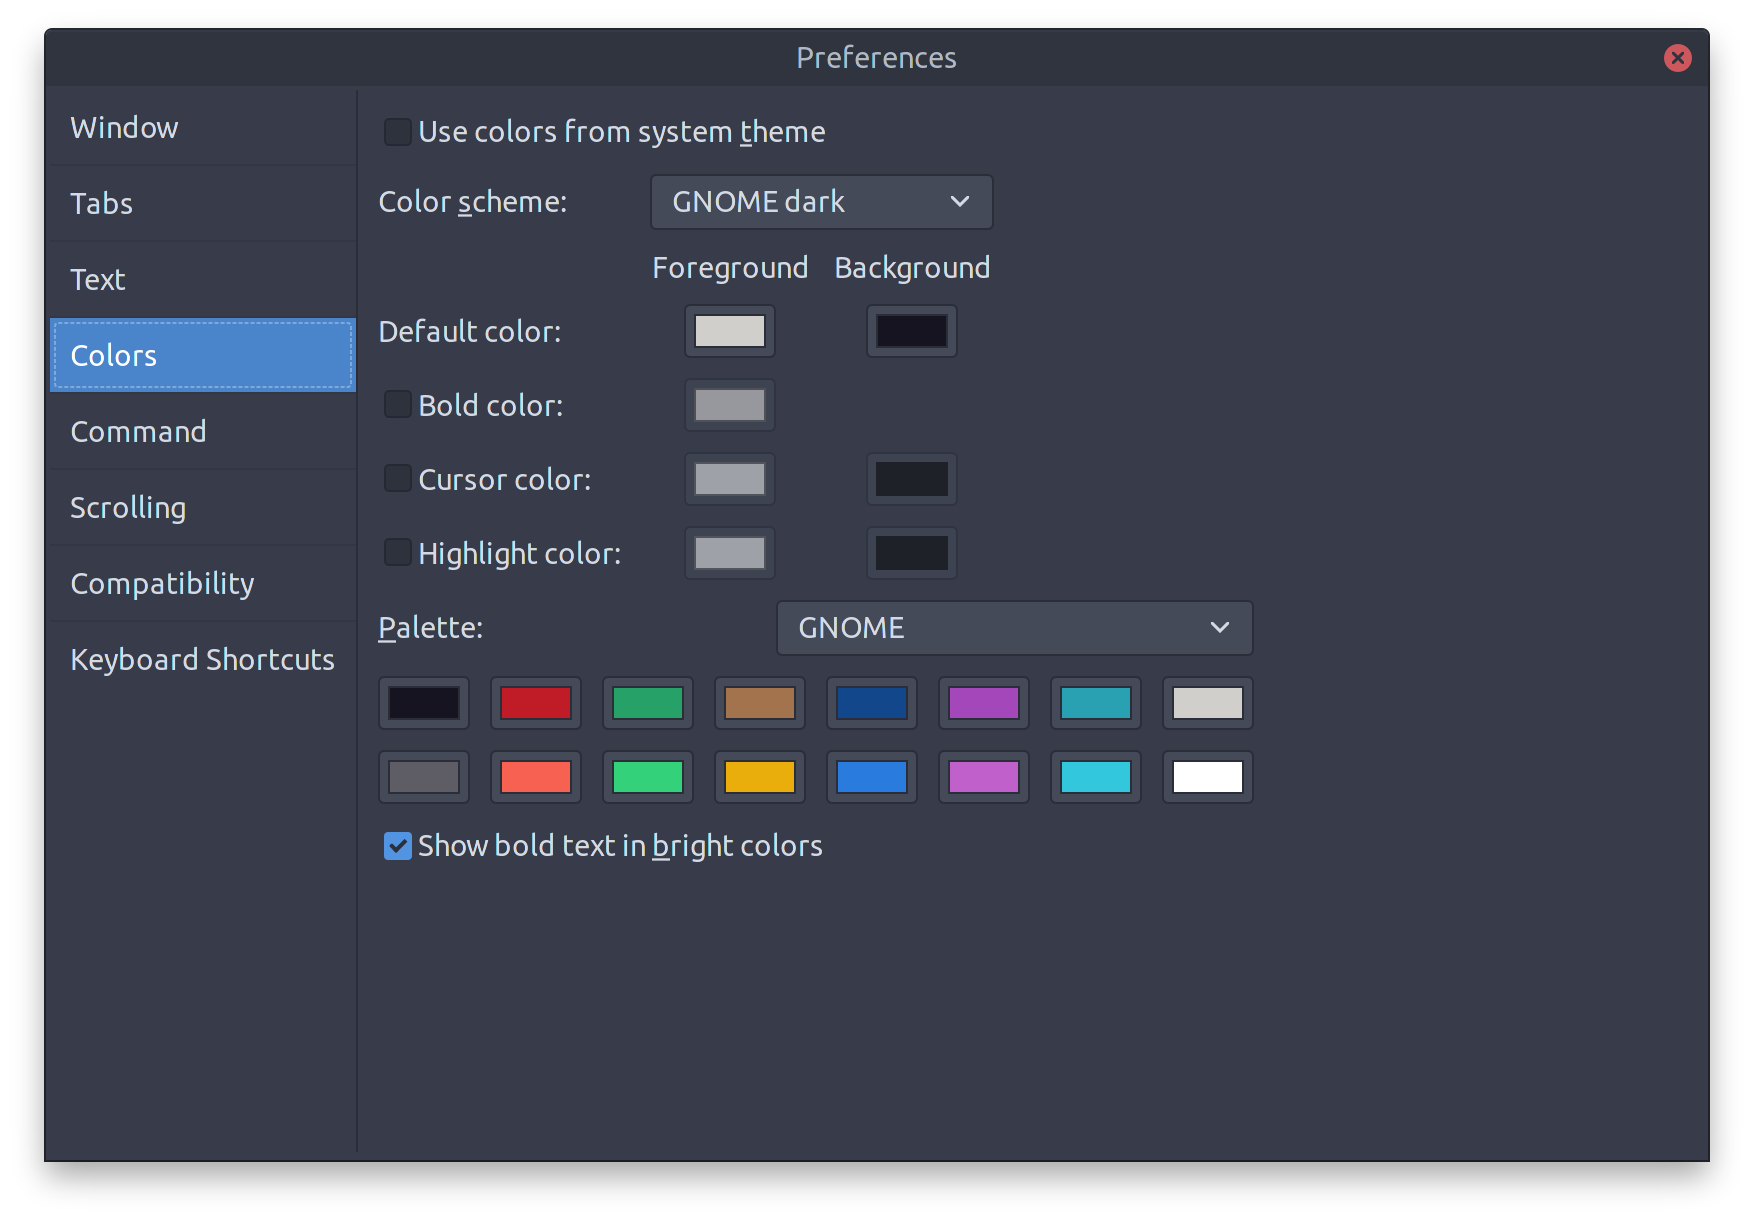 Preferences
Window
Tabs
Text
Colors
Command
Scrolling
Compatibility
Keyboard Shortcuts
Use colors from system theme
Color scheme: GNOME dark
Foreground Background
Default color:
Bold color:
Cursor color:
Highlight color:
Palette: GNOME
Show bold text in bright colors